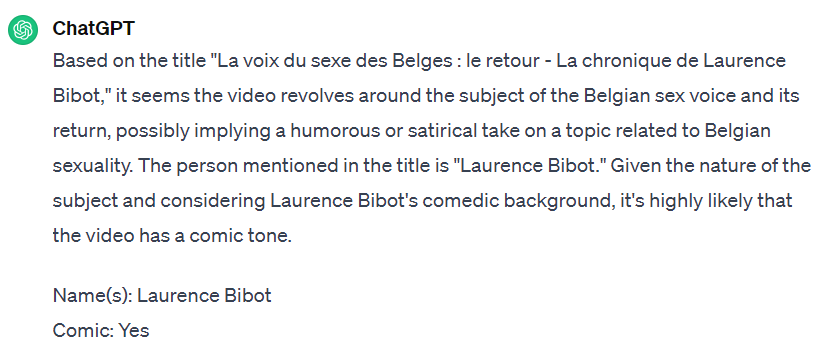 ChatGPT
Based on the title "La voix du sexe des Belges : le retour - La chronique de Laurence
Bibot," it seems the video revolves around the subject of the Belgian sex voice and its
return, possibly implying a humorous or satirical take on a topic related to Belgian
sexuality. The person mentioned in the title is "Laurence Bibot." Given the nature of the
subject and considering Laurence Bibot's comedic background, it's highly likely that
the video has a comic tone.
Name(s): Laurence Bibot
Comic: Yes